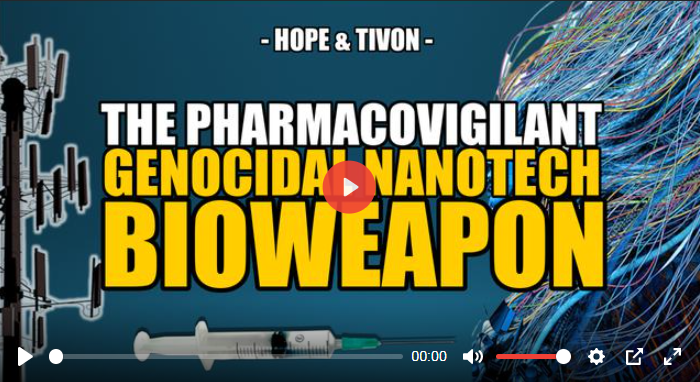 - HOPE & TIVON -
THE PHARMACOVIGILANT
GENOCIDAL NANOTECH
BIOWEAPON
00:00